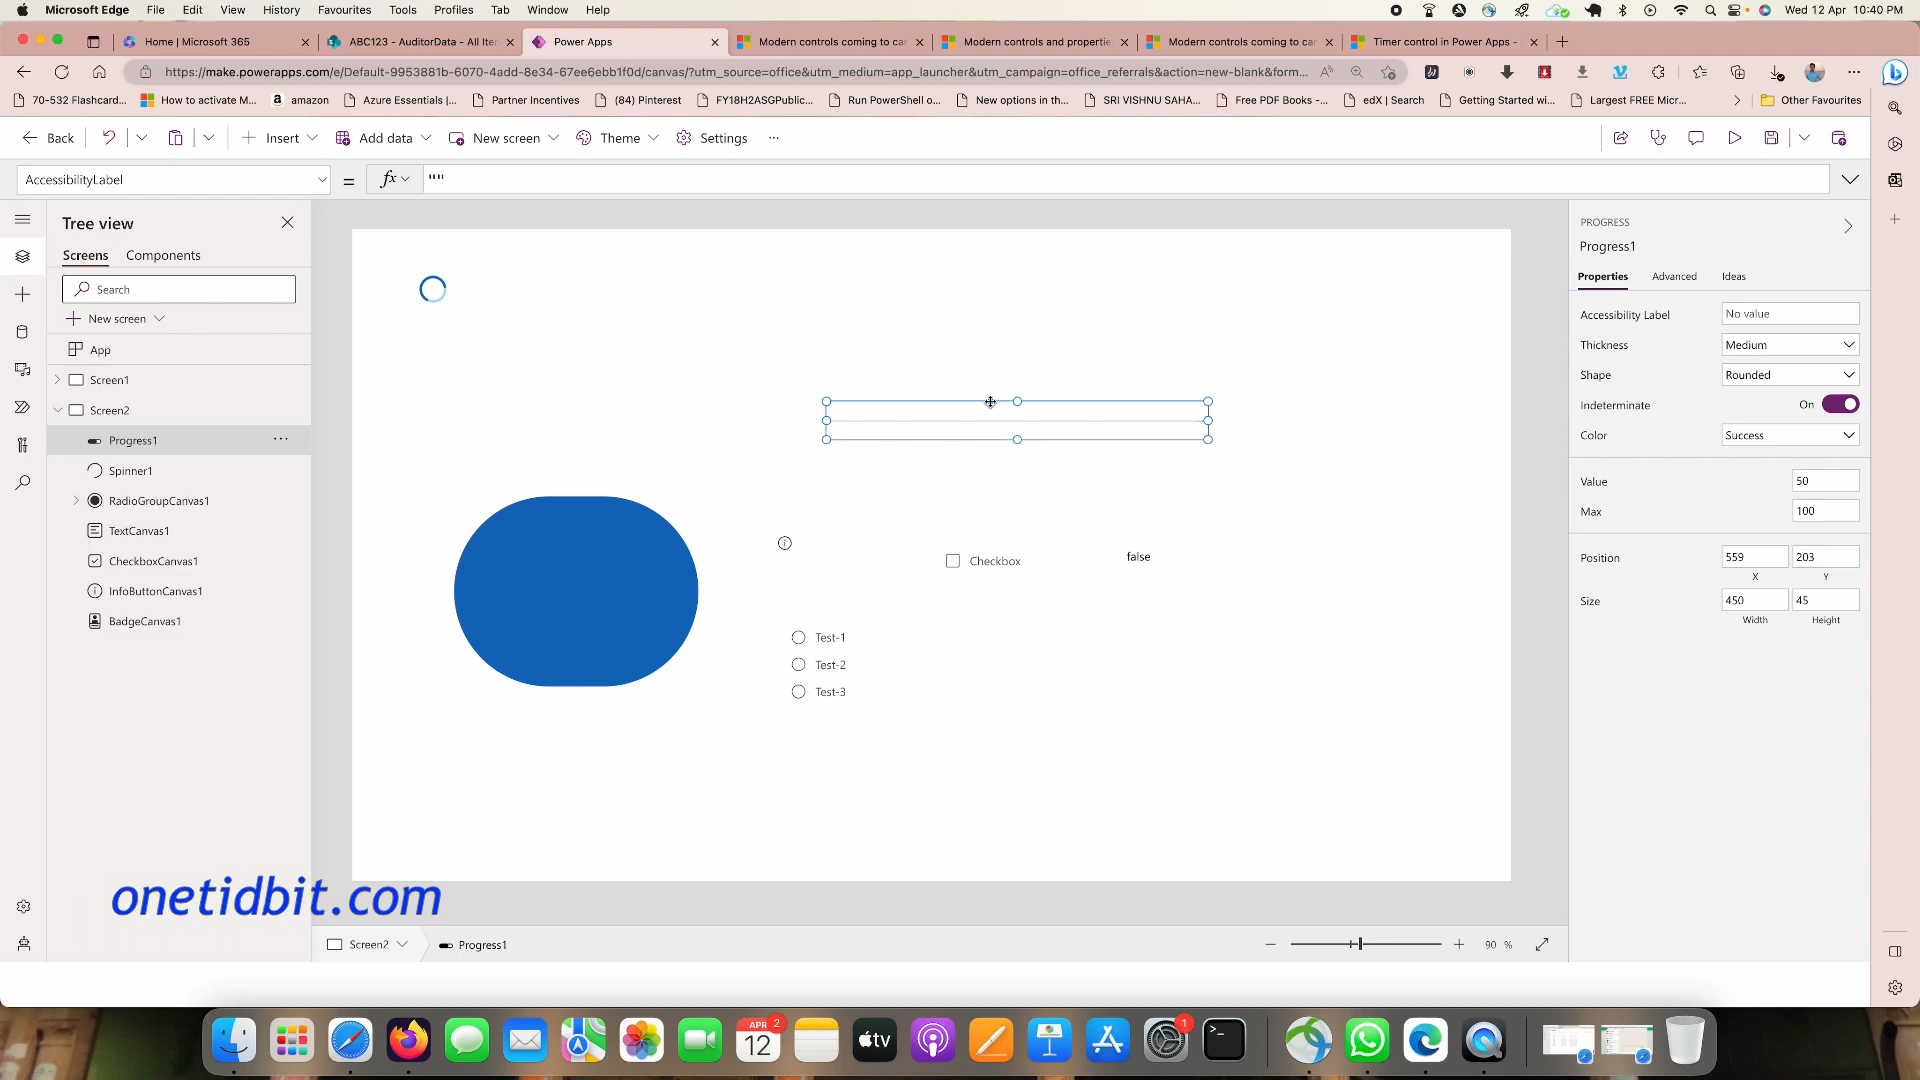 Microsoft Edge File Edit View History Favourites Tools Profiles Tab Window Help Wed 12 Apr 10:40 PM
Home | Microsoft 365 ABC123 - AuditorData - All Iter Power Apps Modern controls coming to car Modern controls and propertie Modern controls coming to car Timer control in Power Apps -
https://make.powerapps.com/e/Default-9953881b-6070-4add-8e34-67ee6ebb1f0d/canvas/?utm_source=office&utm_medium=app_launcher&utm_campaign=office_referrals&action=new-blank&form...
70-532 Flashcard... How to activate M... amazon Azure Essentials |... Partner Incentives (84) Pinterest FY18H2ASGPublic... Run PowerShell o... New options in th... SRI VISHNU SAHA... Free PDF Books -... edX | Search Getting Started wi... Largest FREE Micr... Other Favourites
Back Insert Add data New screen Theme Settings ...
AccessibilityLabel = fx ""
Tree view
Screens Components
Search
New screen
App
Screen1
Screen2
Progress1 ...
Spinner1
RadioGroupCanvas1
TextCanvas1
CheckboxCanvas1
InfoButtonCanvas1
BadgeCanvas1
Checkbox false
Test-1
Test-2
Test-3
PROGRESS
Progress1
Properties Advanced Ideas
Accessibility Label No value
Thickness Medium
Shape Rounded
Indeterminate On
Color Success
Value 50
Max 100
Position 559 203
X Y
Size 450 45
Width Height
onetidbit.com
Screen2 Progress1 90 %
APR 2
12
tv
1